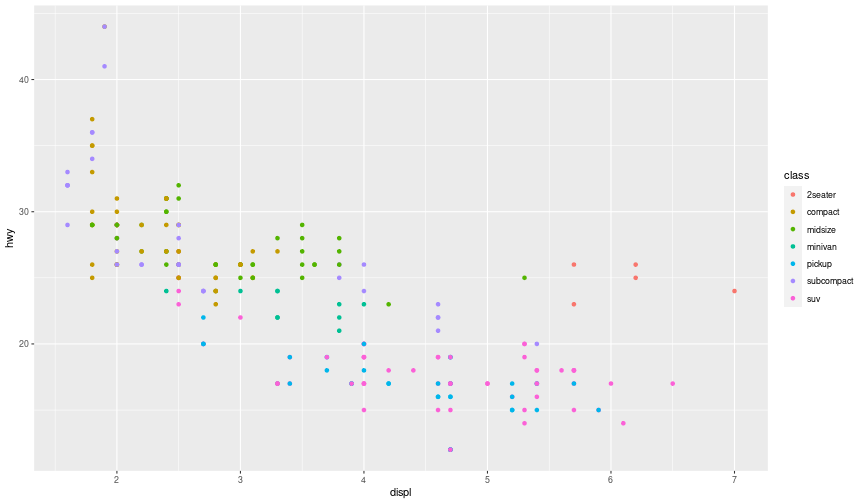 40
30
20
hwy
2 3 4 5 6 7
displ
class
2seater
compact
midsize
minivan
pickup
subcompact
suv